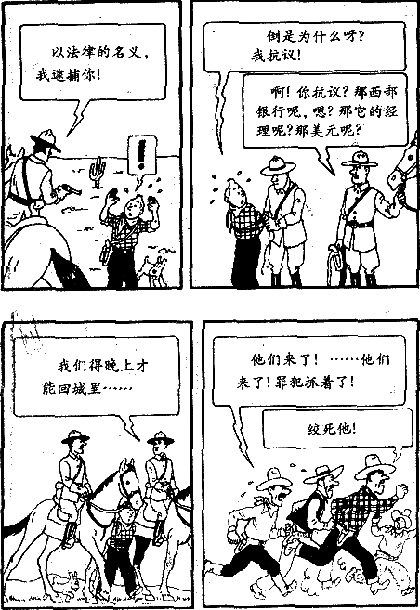 以法律的名义，
我逮捕你！
!
倒是为什么呀？
我抗议！
啊！你抗议？那西部
银行呢，嗯？那它的经
理呢？那美元呢？
我们得晚上才
能回城里……
他们来了！……他们
来了！罪犯抓着了！
绞死他！